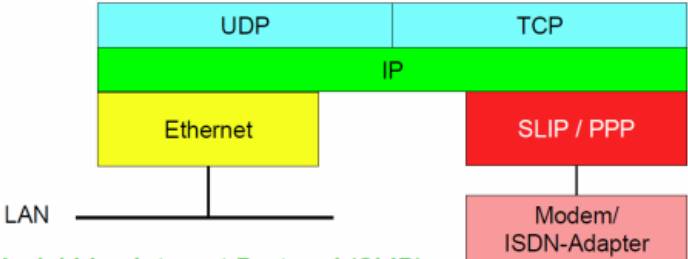 UDP TCP
IP
Ethernet SLIP / PPP
LAN
Modem/
ISDN-Adapter